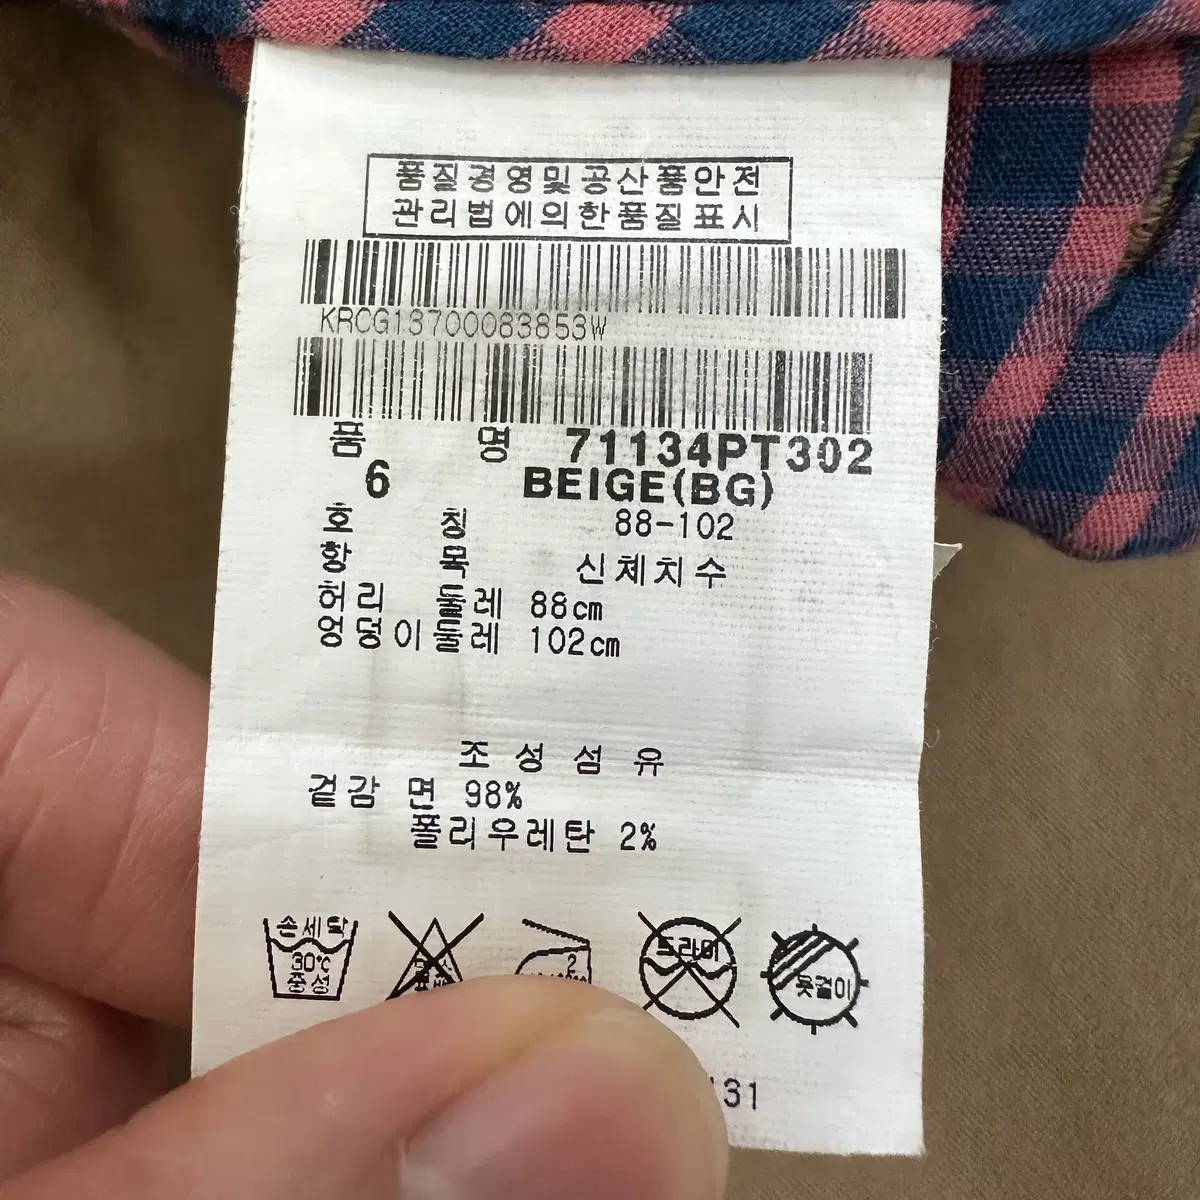 품질경영및공산품안전
관리법에의한품질표시
KRCG13700083853W
품 명 71134PT302
6 BEIGE(BG)
호 칭 88-102
항 목 신체치수
허리 둘레 88cm
엉덩이둘레 102cm
조성섬유
겉감 면 98%
폴리우레탄 2%
손세탁
30℃
중성
2
드라이
옷걸이
131